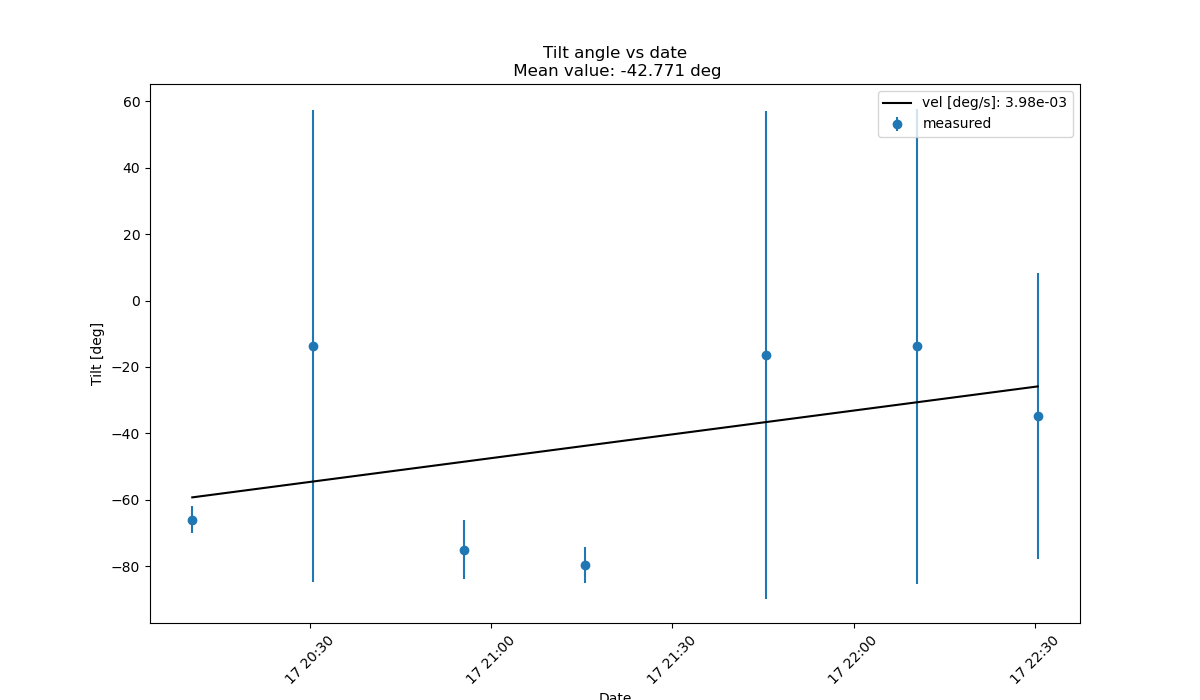 Tilt angle vs date
Mean value: -42.771 deg
vel [deg/s]: 3.98e-03
measured
60
40
20
0
−20
−40
−60
−80
Tilt [deg]
17 20:30
17 21:00
17 21:30
17 22:00
17 22:30
Date